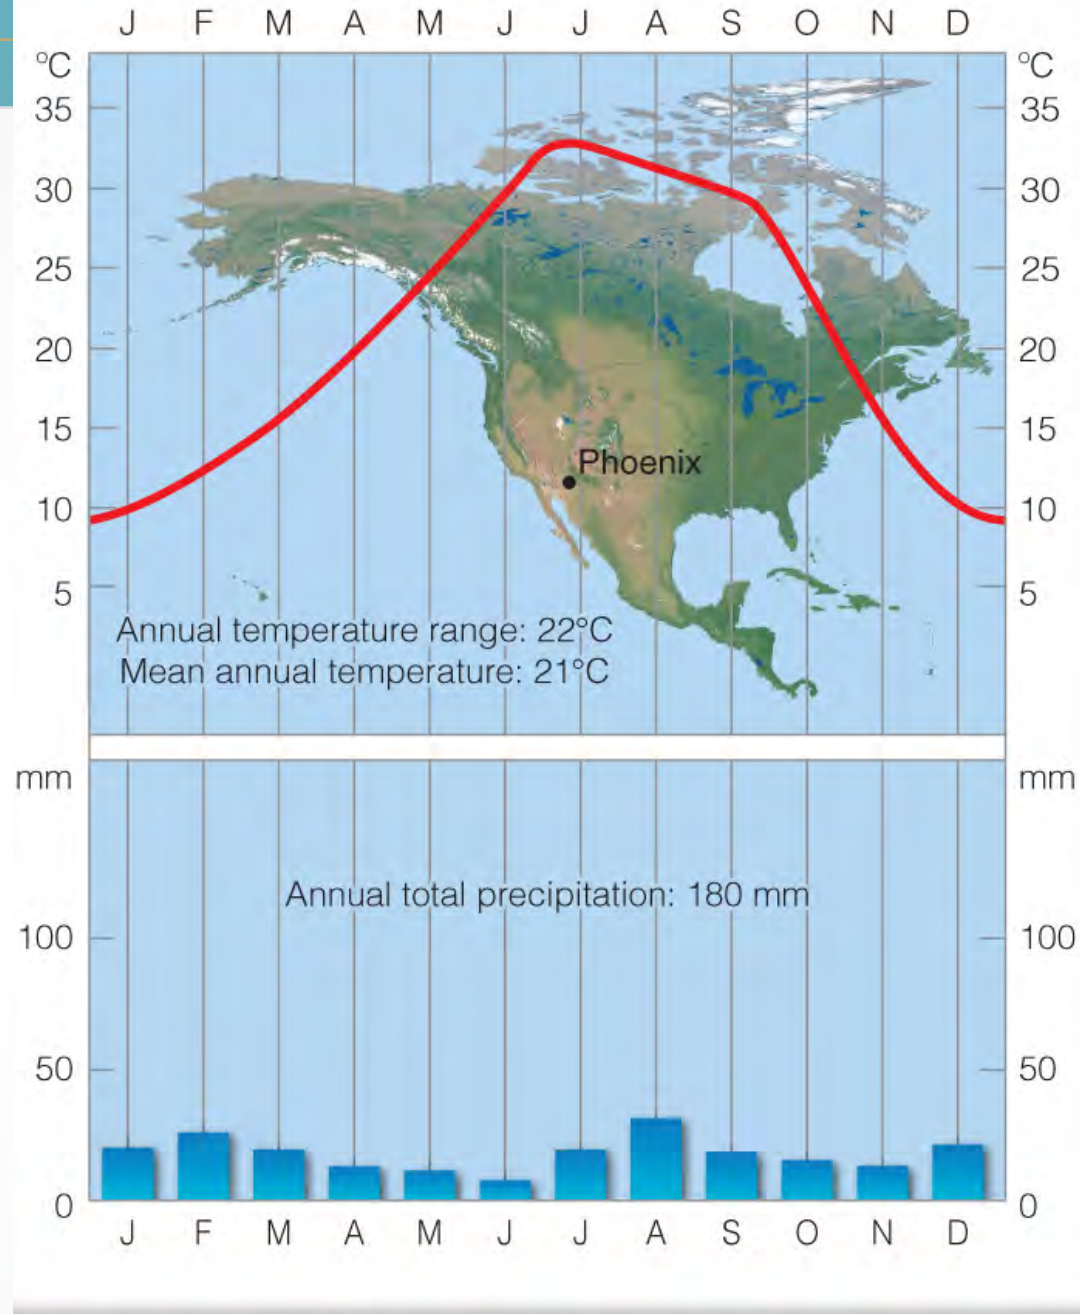 J F M A M J J A S O N D
°C °C
35 35
30 30
25 25
20 20
15 15
Phoenix
10 10
5 5
Annual temperature range: 22°C
Mean annual temperature: 21°C
mm mm
Annual total precipitation: 180 mm
100 100
50 50
0 0
J F M A M J J A S O N D